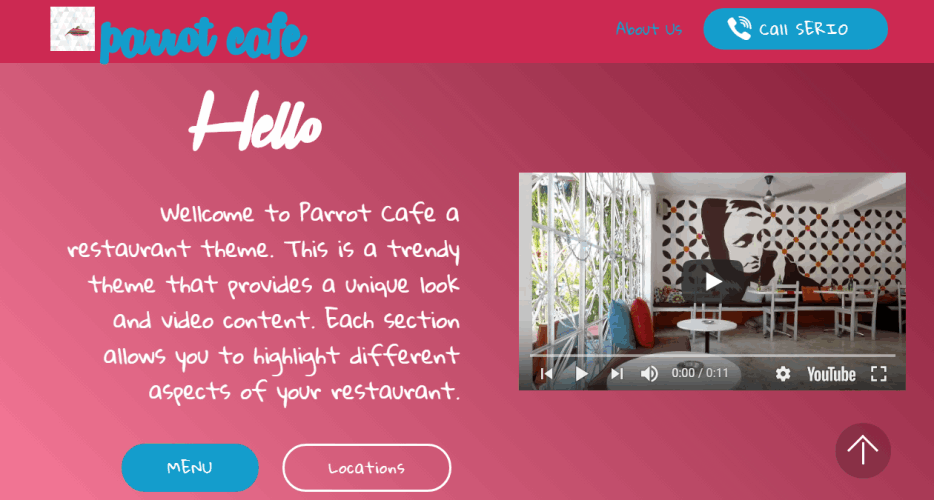 parrot cafe
About Us
Call SERIO
Hello
Wellcome to Parrot Cafe a
restaurant theme. This is a trendy
theme that provides a unique look
and video content. Each section
allows you to highlight different
aspects of your restaurant.
0:00 / 0:11
YouTube
MENU
Locations